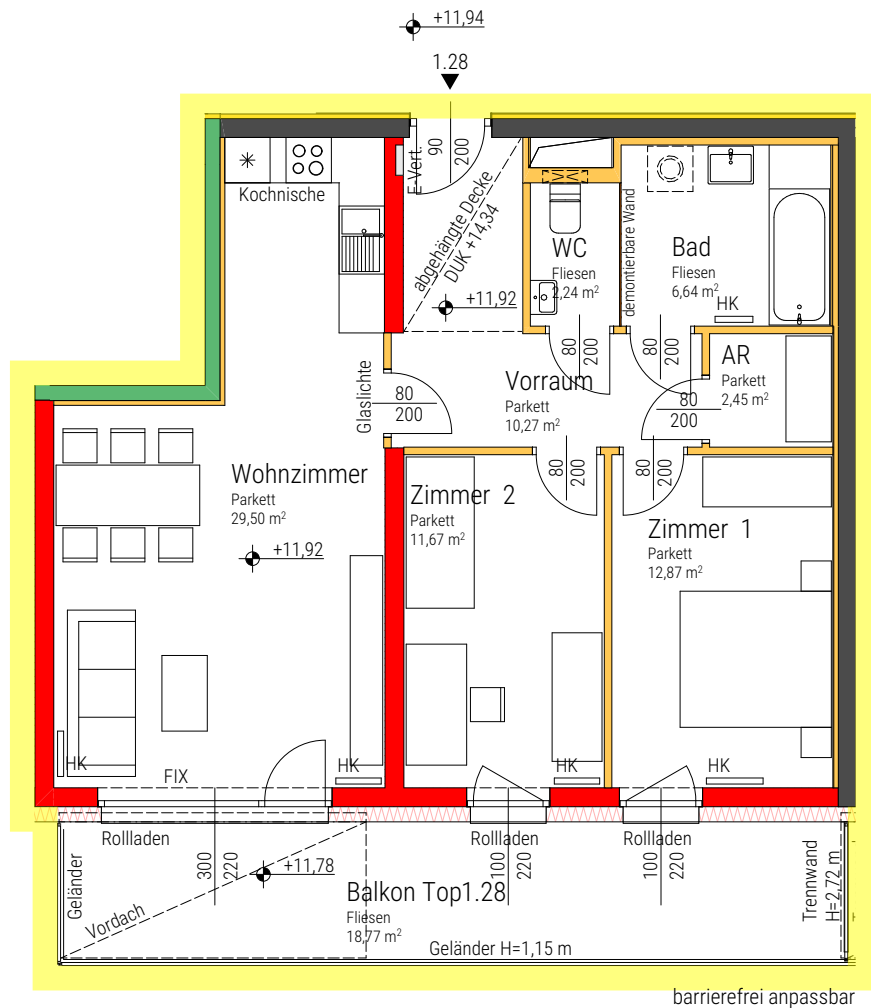 +11,94
1.28
90
200
E-Vert.
Kochnische
abgehängte Decke
DUK +14,34
+11,92
WC
Fliesen
2,24 m²
demontierbare Wand
Bad
Fliesen
6,64 m²
HK
80
200
80
200
AR
Parkett
2,45 m²
80
200
Glaslichte
80
200
Vorraum
Parkett
10,27 m²
80
200
80
200
Wohnzimmer
Parkett
29,50 m²
+11,92
Zimmer 2
Parkett
11,67 m²
Zimmer 1
Parkett
12,87 m²
HK
FIX
HK
HK
HK
Rollladen
Rollladen
Rollladen
300
220
100
220
100
220
Geländer
Vordach
+11,78
Balkon Top1.28
Fliesen
18,77 m²
Geländer H=1,15 m
Trennwand
H=2,72 m
barrierefrei anpassbar